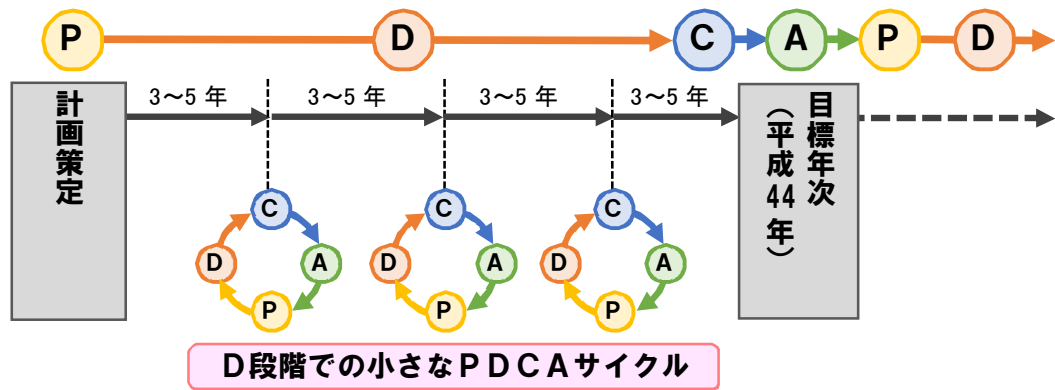 P D C A P D
計画策定
3～5 年 3～5 年 3～5 年 3～5 年
目標年次
（平成 44 年）
C C C
D A D A D A
P P P
Ｄ段階での小さなＰＤＣＡサイクル